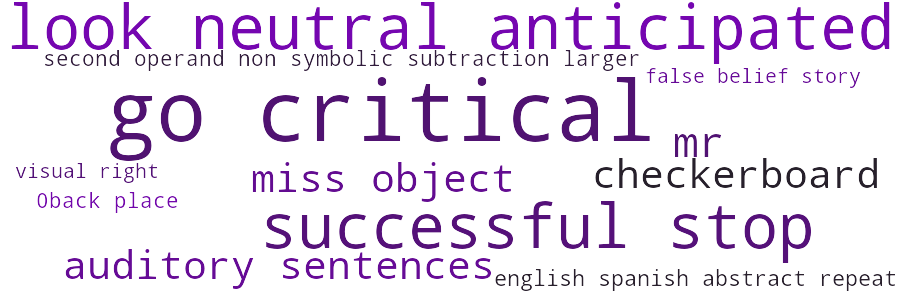 look neutral anticipated
second operand non symbolic subtraction larger
false belief story
go critical
mr
visual right
miss object
checkerboard
0back place
successful stop
auditory sentences
english spanish abstract repeat